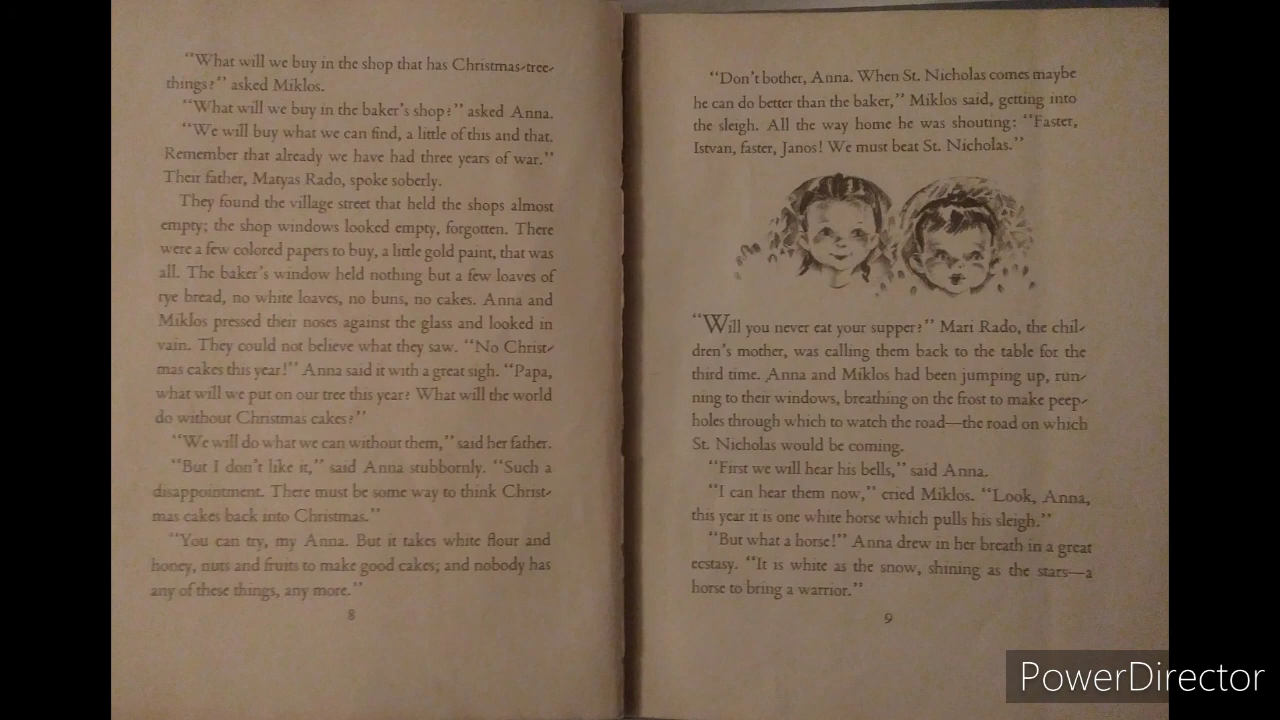 "What will we buy in the shop that has Christmas-tree-
things?" asked Miklos.
"What will we buy in the baker's shop?" asked Anna.
"We will buy what we can find, a little of this and that.
Remember that already we have had three years of war."
Their father, Matyas Rado, spoke soberly.
They found the village street that held the shops almost
empty; the shop windows looked empty, forgotten. There
were a few colored papers to buy, a little gold paint, that was
all. The baker's window held nothing but a few loaves of
rye bread, no white loaves, no buns, no cakes. Anna and
Miklos pressed their noses against the glass and looked in
vain. They could not believe what they saw. "No Christ-
mas cakes this year!" Anna said it with a great sigh. "Papa,
what will we put on our tree this year? What will the world
do without Christmas cakes?"
"We will do what we can without them," said her father.
"But I don't like it," said Anna stubbornly. "Such a
disappointment. There must be some way to think Christ-
mas cakes back into Christmas."
"You can try, my Anna. But it takes white flour and
honey, nuts and fruits to make good cakes; and nobody has
any of these things, any more."
8
"Don't bother, Anna. When St. Nicholas comes maybe
he can do better than the baker," Miklos said, getting into
the sleigh. All the way home he was shouting: "Faster,
Istvan, faster, Janos! We must beat St. Nicholas."
"Will you never eat your supper?" Mari Rado, the chil-
dren's mother, was calling them back to the table for the
third time. Anna and Miklos had been jumping up, run-
ning to their windows, breathing on the frost to make peep-
holes through which to watch the road—the road on which
St. Nicholas would be coming.
"First we will hear his bells," said Anna.
"I can hear them now," cried Miklos. "Look, Anna,
this year it is one white horse which pulls his sleigh."
"But what a horse!" Anna drew in her breath in a great
ecstasy. "It is white as the snow, shining as the stars—a
horse to bring a warrior."
9
PowerDirector